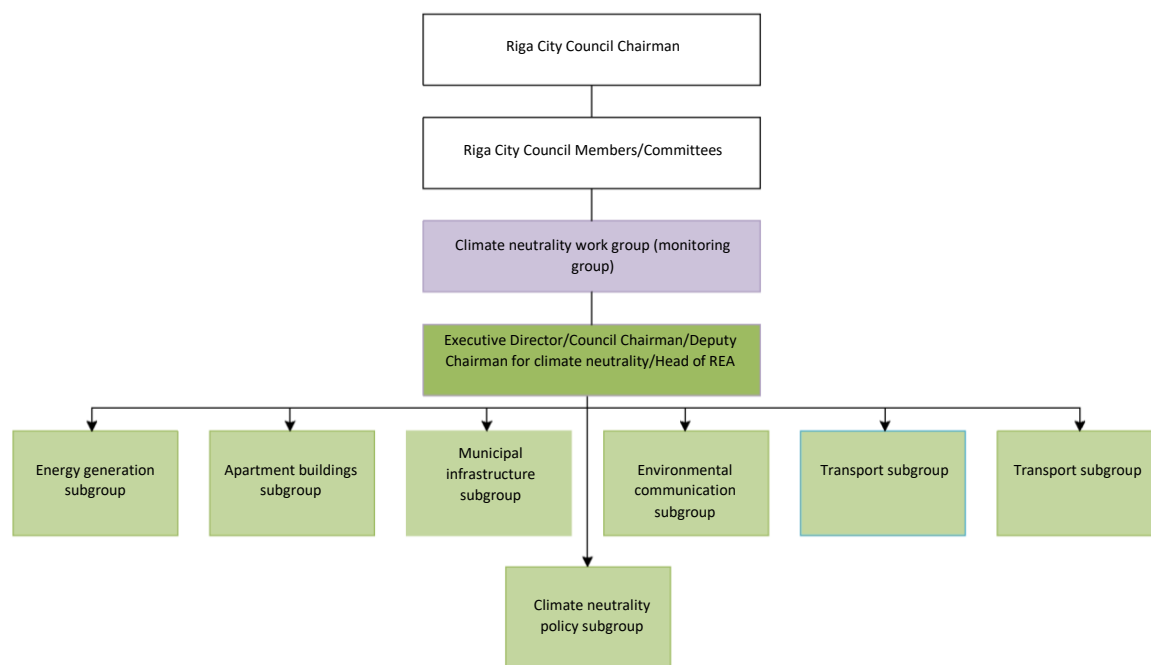 Riga City Council Chairman
Riga City Council Members/Committees
Climate neutrality work group (monitoring
group)
Executive Director/Council Chairman/Deputy
Chairman for climate neutrality/Head of REA
Energy generation
subgroup
Apartment buildings
subgroup
Municipal
infrastructure
subgroup
Environmental
communication
subgroup
Transport subgroup
Transport subgroup
Climate neutrality
policy subgroup